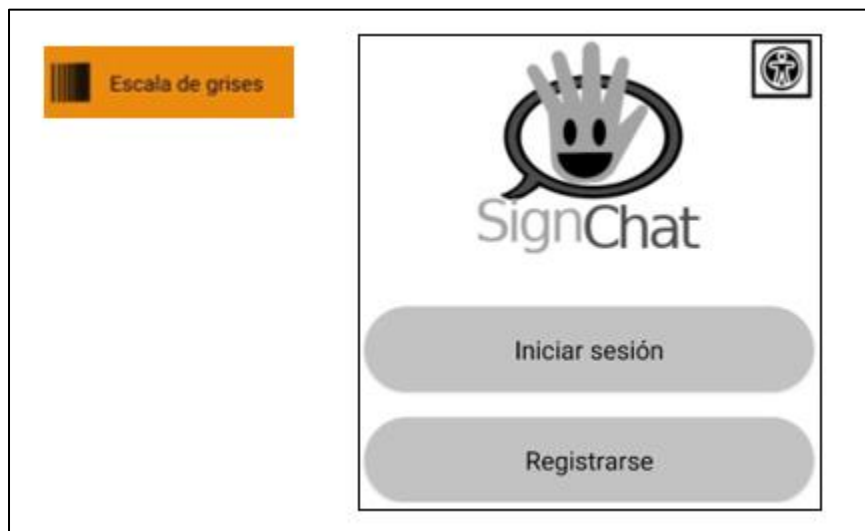 Escala de grises
SignChat
Iniciar sesión
Registrarse